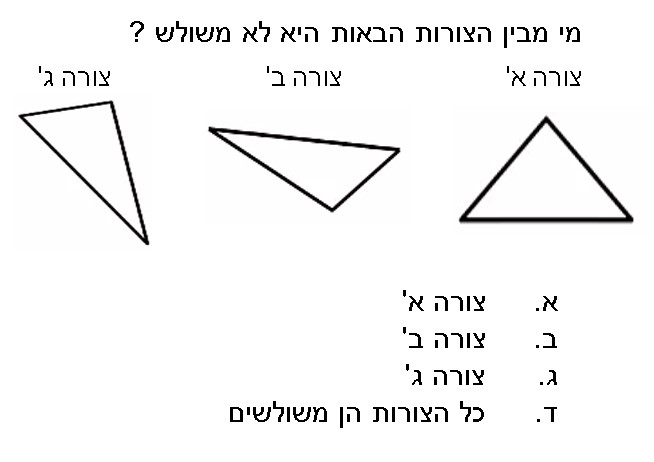 מי מבין הצורות הבאות היא לא משולש ?
צורה א' צורה ב' צורה ג'
א. צורה א'
ב. צורה ב'
ג. צורה ג'
ד. כל הצורות הן משולשים